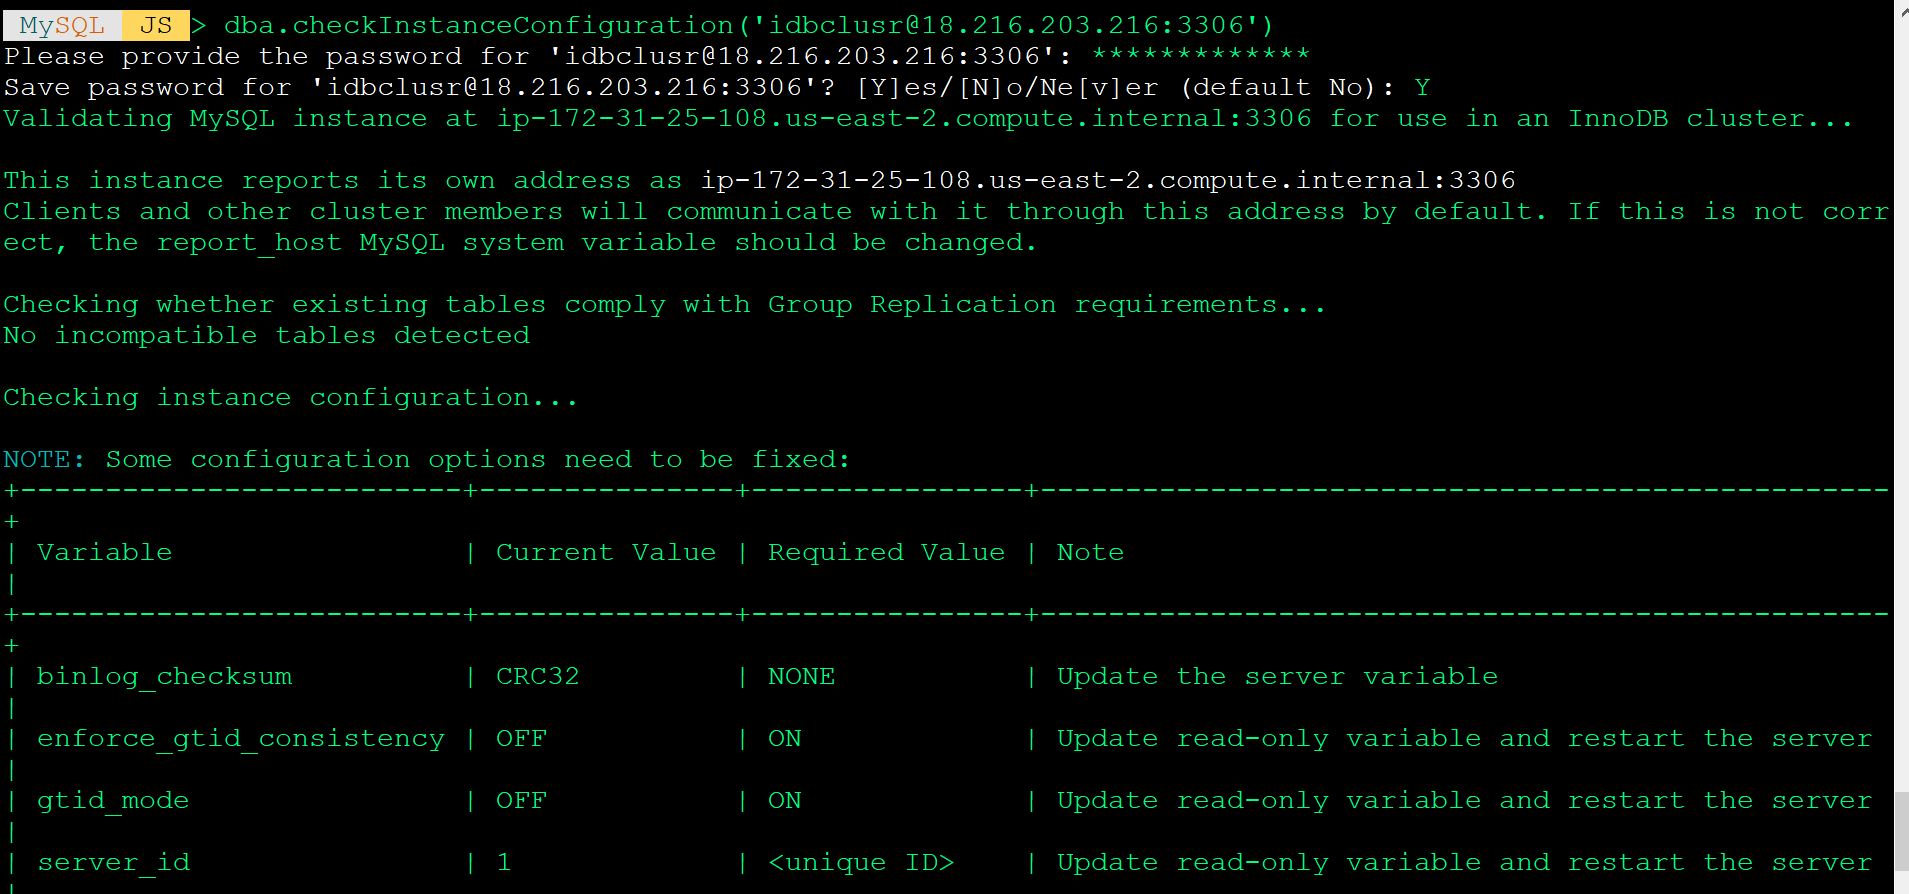 MySQL JS > dba.checkInstanceConfiguration('idbclusr@18.216.203.216:3306')
Please provide the password for 'idbclusr@18.216.203.216:3306': *************
Save password for 'idbclusr@18.216.203.216:3306'? [Y]es/[N]o/Ne[v]er (default No): Y
Validating MySQL instance at ip-172-31-25-108.us-east-2.compute.internal:3306 for use in an InnoDB cluster...

This instance reports its own address as ip-172-31-25-108.us-east-2.compute.internal:3306
Clients and other cluster members will communicate with it through this address by default. If this is not corr
ect, the report_host MySQL system variable should be changed.

Checking whether existing tables comply with Group Replication requirements...
No incompatible tables detected

Checking instance configuration...

NOTE: Some configuration options need to be fixed:
+--------------------------+---------------+----------------+--------------------------------------------------
+
| Variable                 | Current Value | Required Value | Note
|
+--------------------------+---------------+----------------+--------------------------------------------------
+
| binlog_checksum          | CRC32         | NONE           | Update the server variable
|
| enforce_gtid_consistency | OFF           | ON             | Update read-only variable and restart the server
|
| gtid_mode                | OFF           | ON             | Update read-only variable and restart the server
|
| server_id                | 1             | <unique ID>    | Update read-only variable and restart the server
|